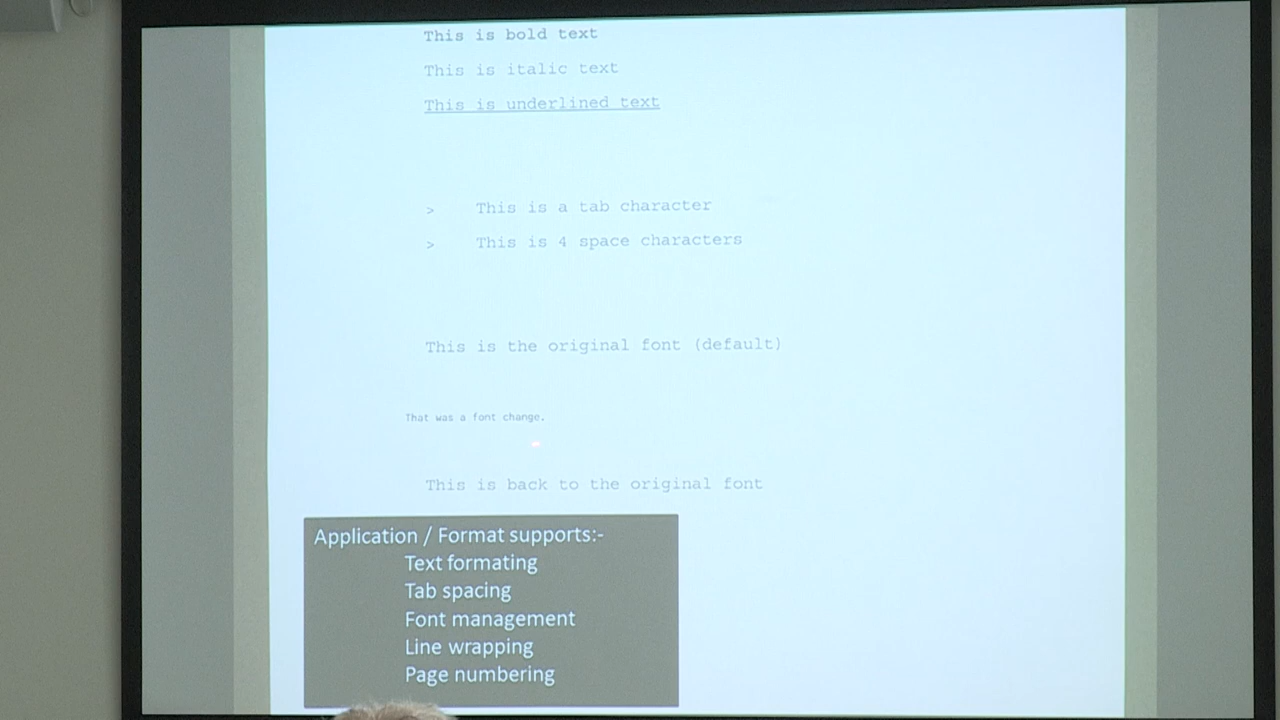 This is bold text
This is italic text
This is underlined text
> This is a tab character
> This is 4 space characters
This is the original font (default)
That was a font change.
This is back to the original font
Application / Format supports:-
Text formating
Tab spacing
Font management
Line wrapping
Page numbering